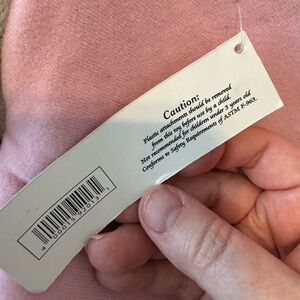 Caution:
Plastic attachments should be removed
from this toy before use by a child.
Not recommended for children under 3 years old
Conforms to Safety Requirements of ASTM F-963.